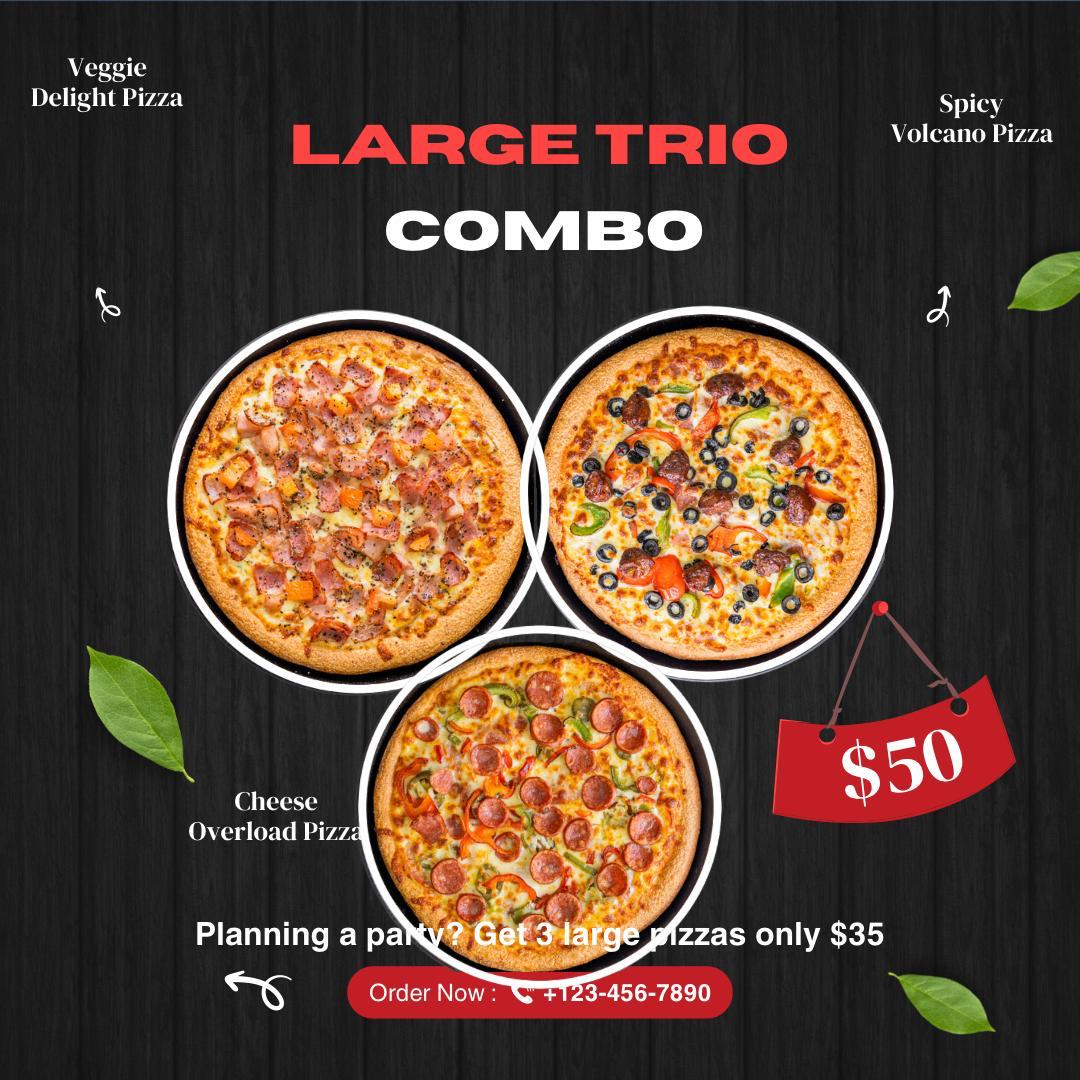 Veggie
Delight Pizza
Spicy
Volcano Pizza
LARGE TRIO
COMBO
$50
Cheese
Overload Pizza
Planning a party? Get 3 large pizzas only $35
Order Now : +123-456-7890